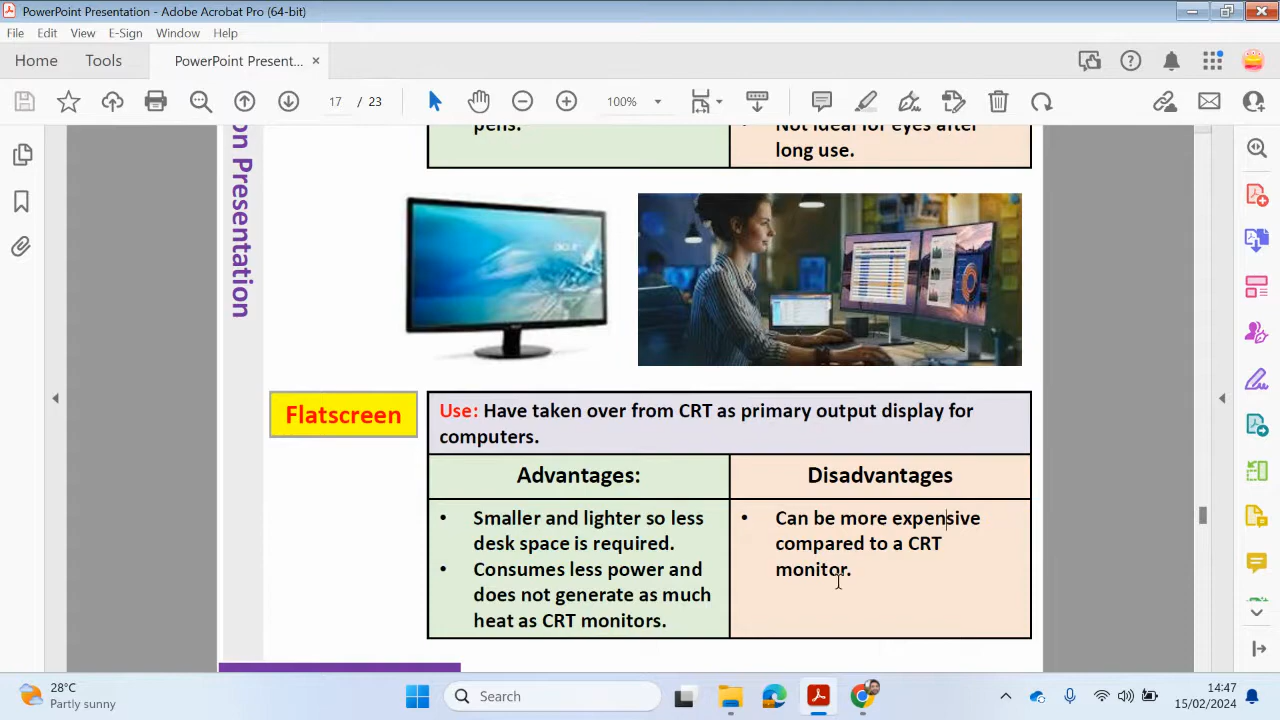 PowerPoint Presentation - Adobe Acrobat Pro (64-bit)
File Edit View E-Sign Window Help
Home Tools PowerPoint Present... ×
17 / 23 100%
on Presentation
pens.
Not ideal for eyes after
long use.
acer
Flatscreen
Use: Have taken over from CRT as primary output display for
computers.
Advantages:
Disadvantages
• Smaller and lighter so less
desk space is required.
• Consumes less power and
does not generate as much
heat as CRT monitors.
• Can be more expensive
compared to a CRT
monitor.
28°C
Partly sunny
Search
14:47
15/02/2024